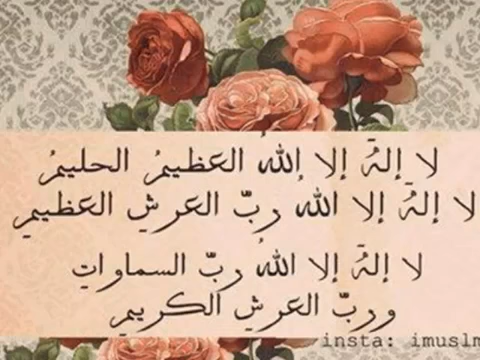 لا إلهَ إلا اللهُ العظيمُ الحليمُ
لا إلهَ إلا اللهُ ربّ العرشِ العظيمِ
لا إلهَ إلا اللهُ ربّ السماواتِ
وربّ العرشِ الكريمِ
insta: imuslm